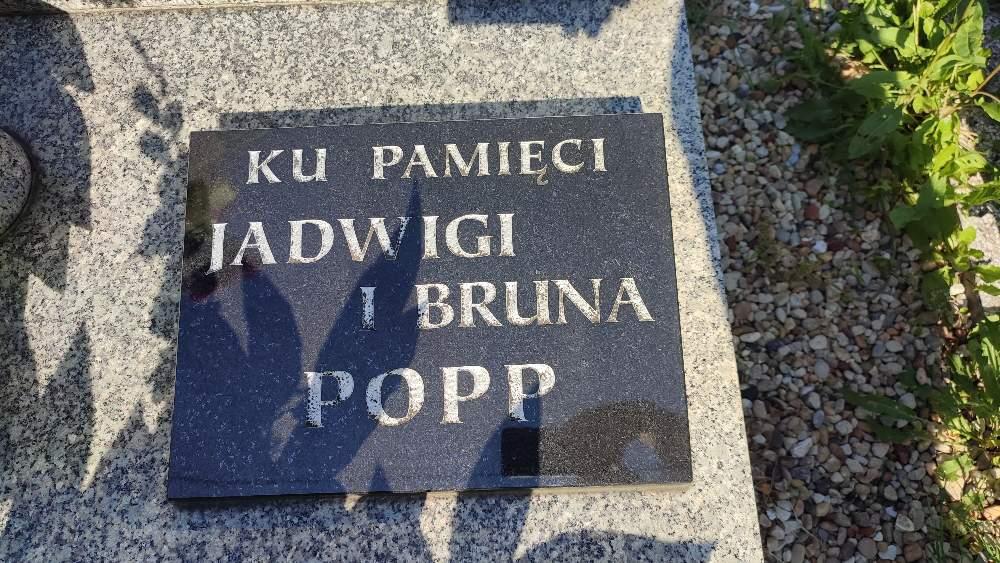 KU PAMIĘCI
JADWIGI
I BRUNA
POPP